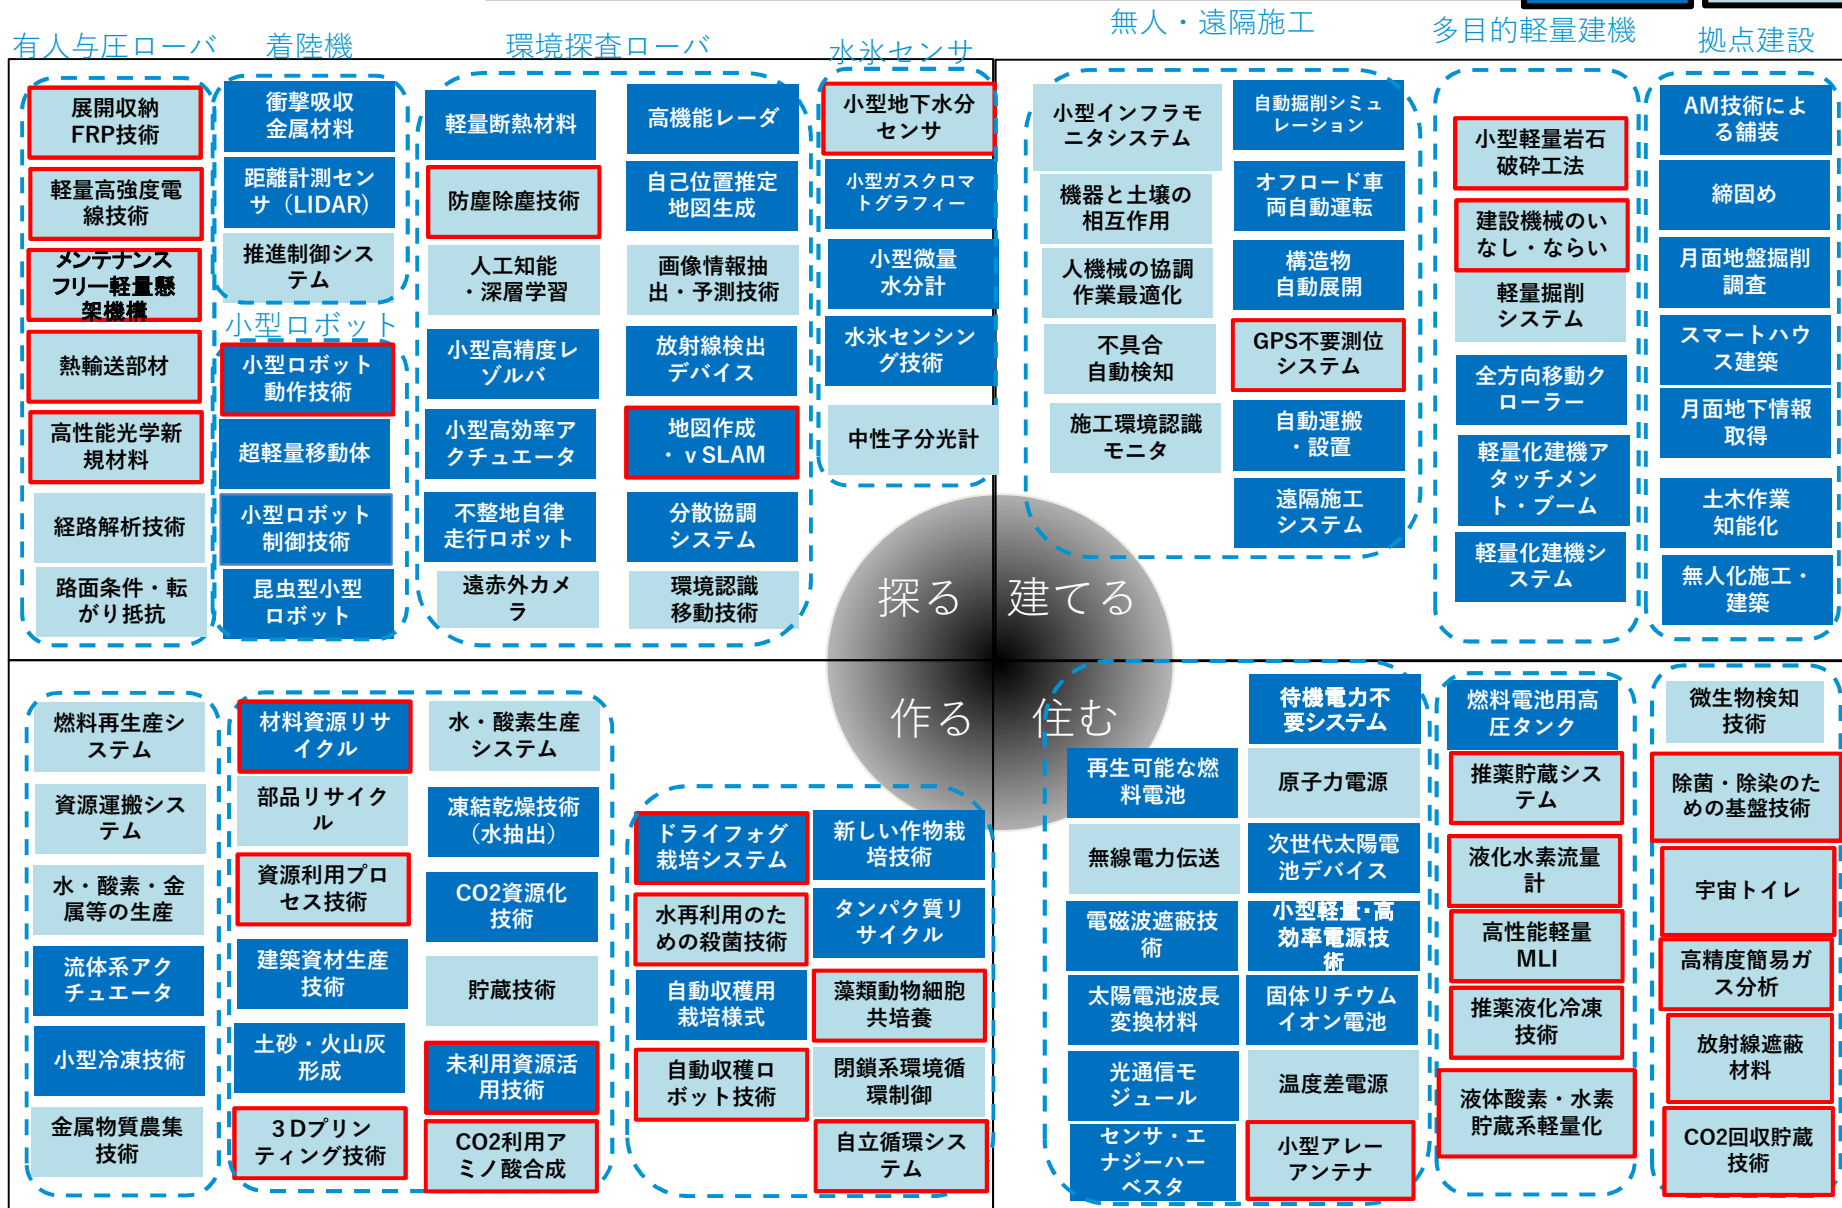 有人与圧ローバ
展開収納
FRP技術
軽量高強度電
線技術
メンテナンス
フリー軽量懸
架機構
熱輸送部材
高性能光学新
規材料
経路解析技術
路面条件・転
がり抵抗
着陸機
衝撃吸収
金属材料
距離計測セン
サ（LIDAR）
推進制御シス
テム
小型ロボット
小型ロボット
動作技術
超軽量移動体
小型ロボット
制御技術
昆虫型小型
ロボット
環境探査ローバ
軽量断熱材料
防塵除塵技術
人工知能
・深層学習
小型高精度レ
ゾルバ
小型高効率ア
クチュエータ
不整地自律
走行ロボット
遠赤外カメ
ラ
高機能レーダ
自己位置推定
地図生成
画像情報抽
出・予測技術
放射線検出
デバイス
地図作成
・ｖSLAM
分散協調
システム
環境認識
移動技術
水氷センサ
小型地下水分
センサ
小型ガスクロマ
トグラフィー
小型微量
水分計
水氷センシン
グ技術
中性子分光計
無人・遠隔施工
小型インフラモ
ニタシステム
機器と土壌の
相互作用
人機械の協調
作業最適化
不具合
自動検知
施工環境認識
モニタ
自動掘削シミュ
レーション
オフロード車
両自動運転
構造物
自動展開
GPS不要測位
システム
自動運搬
・設置
遠隔施工
システム
多目的軽量建機
小型軽量岩石
破砕工法
建設機械のい
なし・ならい
軽量掘削
システム
全方向移動ク
ローラー
軽量化建機ア
タッチメン
ト・ブーム
軽量化建機シ
ステム
拠点建設
AM技術によ
る舗装
締固め
月面地盤掘削
調査
スマートハウ
ス建築
月面地下情報
取得
土木作業
知能化
無人化施工・
建築
探る
建てる
作る
住む
燃料再生産シ
ステム
資源運搬シス
テム
水・酸素・金
属等の生産
流体系アク
チュエータ
小型冷凍技術
金属物質農集
技術
材料資源リサ
イクル
部品リサイク
ル
資源利用プロ
セス技術
建築資材生産
技術
土砂・火山灰
形成
３Dプリン
ティング技術
水・酸素生産
システム
凍結乾燥技術
（水抽出）
CO2資源化
技術
貯蔵技術
未利用資源活
用技術
CO2利用ア
ミノ酸合成
ドライフォグ
栽培システム
水再利用のた
めの殺菌技術
自動収穫用
栽培様式
自動収穫ロ
ボット技術
新しい作物栽
培技術
タンパク質リ
サイクル
藻類動物細胞
共培養
閉鎖系環境循
環制御
自立循環シス
テム
再生可能な燃
料電池
無線電力伝送
電磁波遮蔽技
術
太陽電池波長
変換材料
光通信モ
ジュール
センサ・エ
ナジーハー
ベスタ
待機電力不
要システム
原子力電源
次世代太陽電
池デバイス
小型軽量・高
効率電源技
術
固体リチウム
イオン電池
温度差電源
小型アレー
アンテナ
燃料電池用高
圧タンク
推薬貯蔵シス
テム
液化水素流量
計
高性能軽量
MLI
推薬液化冷凍
技術
液体酸素・水素
貯蔵系軽量化
微生物検知
技術
除菌・除染のた
めの基盤技術
宇宙トイレ
高精度簡易ガ
ス分析
放射線遮蔽
材料
CO2回収貯蔵
技術